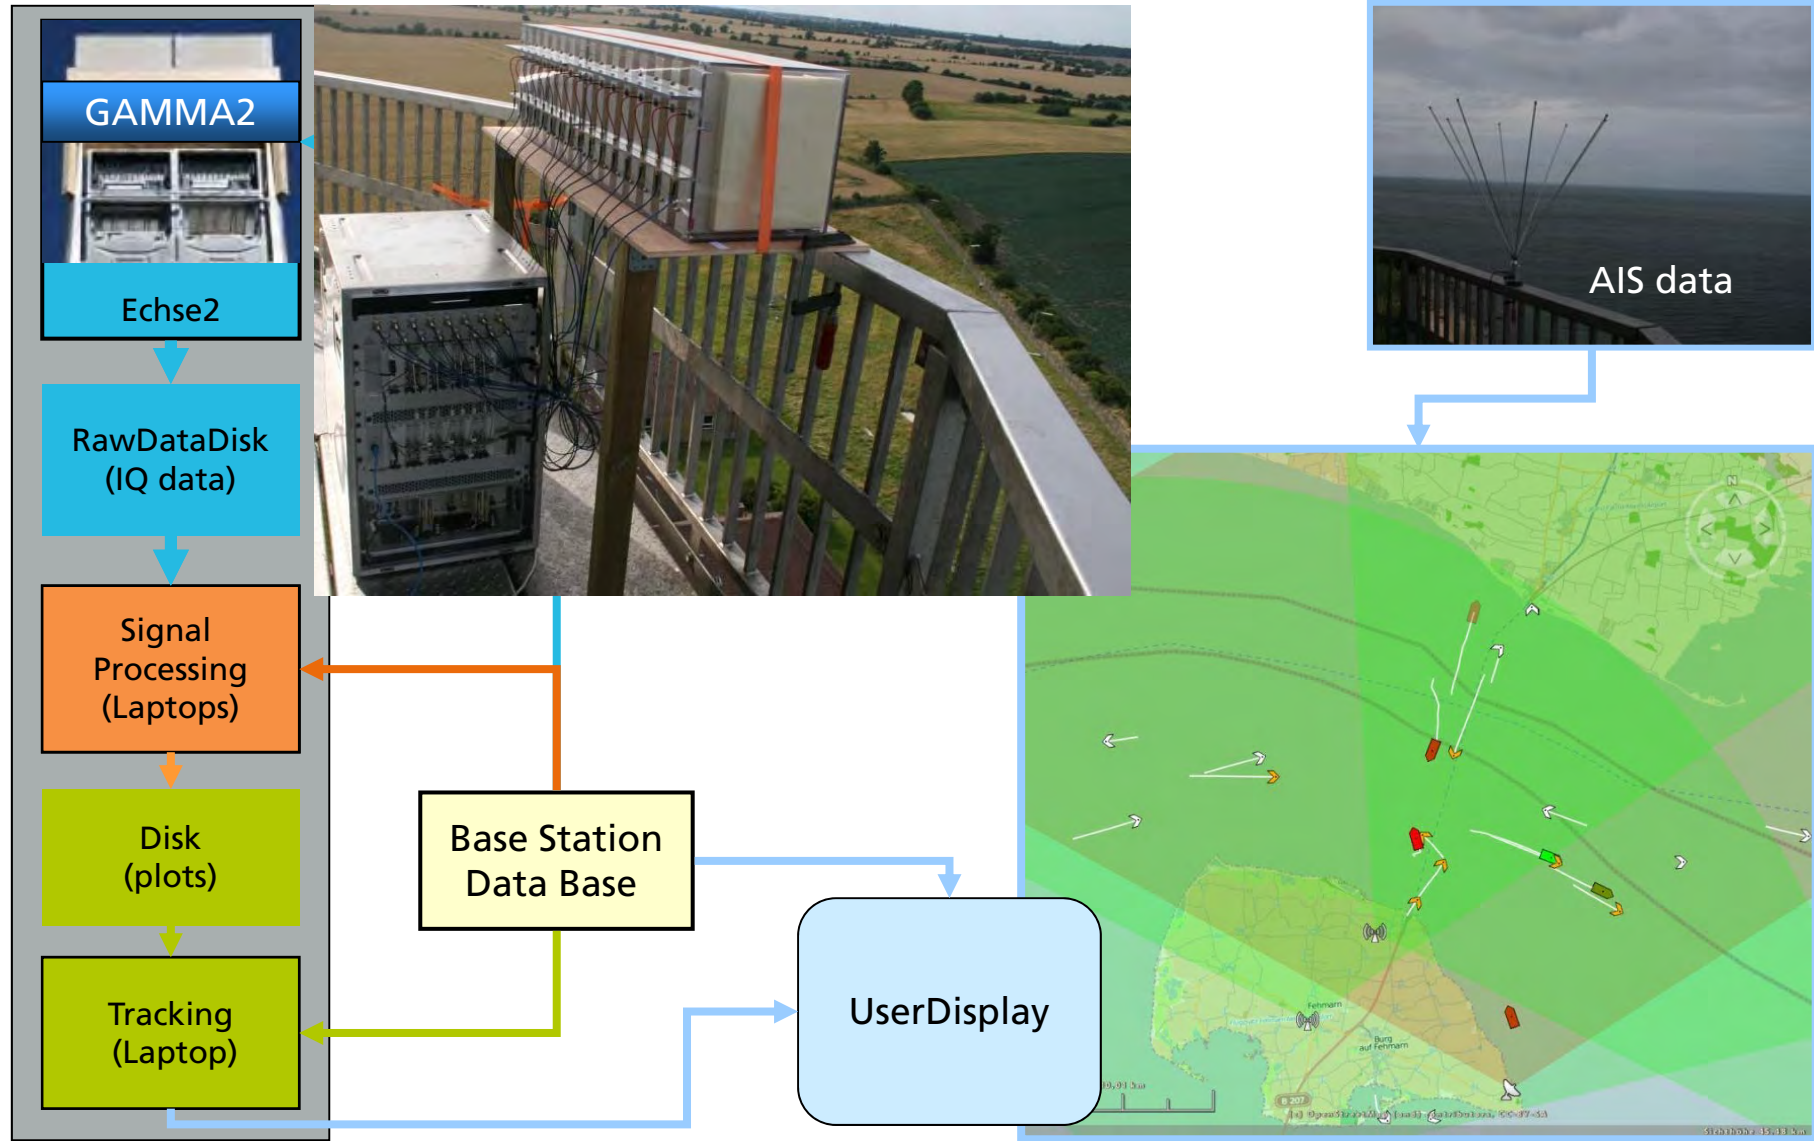 GAMMA2
Echse2
RawDataDisk
(IQ data)
Signal
Processing
(Laptops)
Disk
(plots)
Tracking
(Laptop)
Base Station
Data Base
UserDisplay
AIS data
N
Fehmarn
Burg
auf Fehmarn
B 207